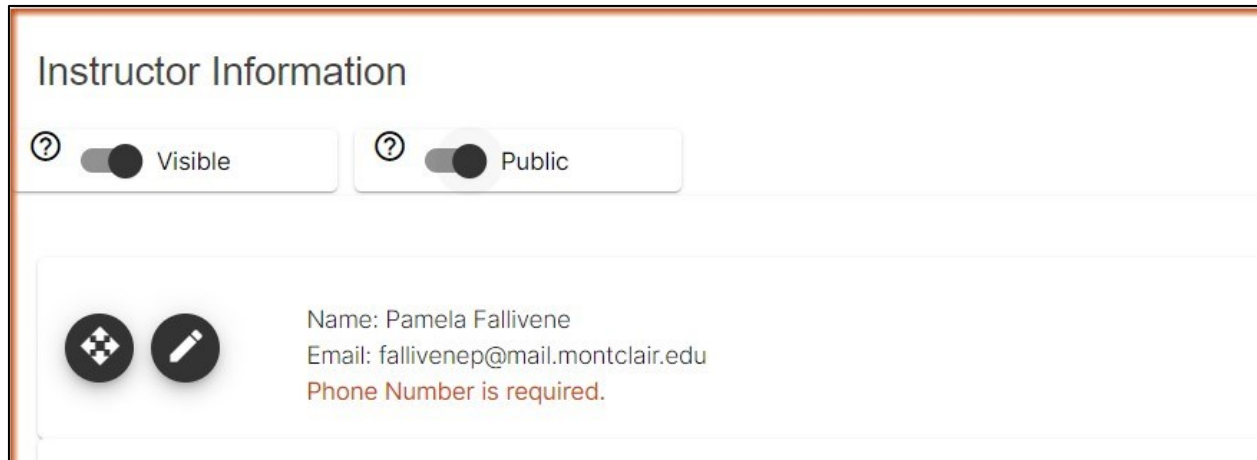 Instructor Information
Visible
Public
Name: Pamela Fallivene
Email: fallivenep@mail.montclair.edu
Phone Number is required.